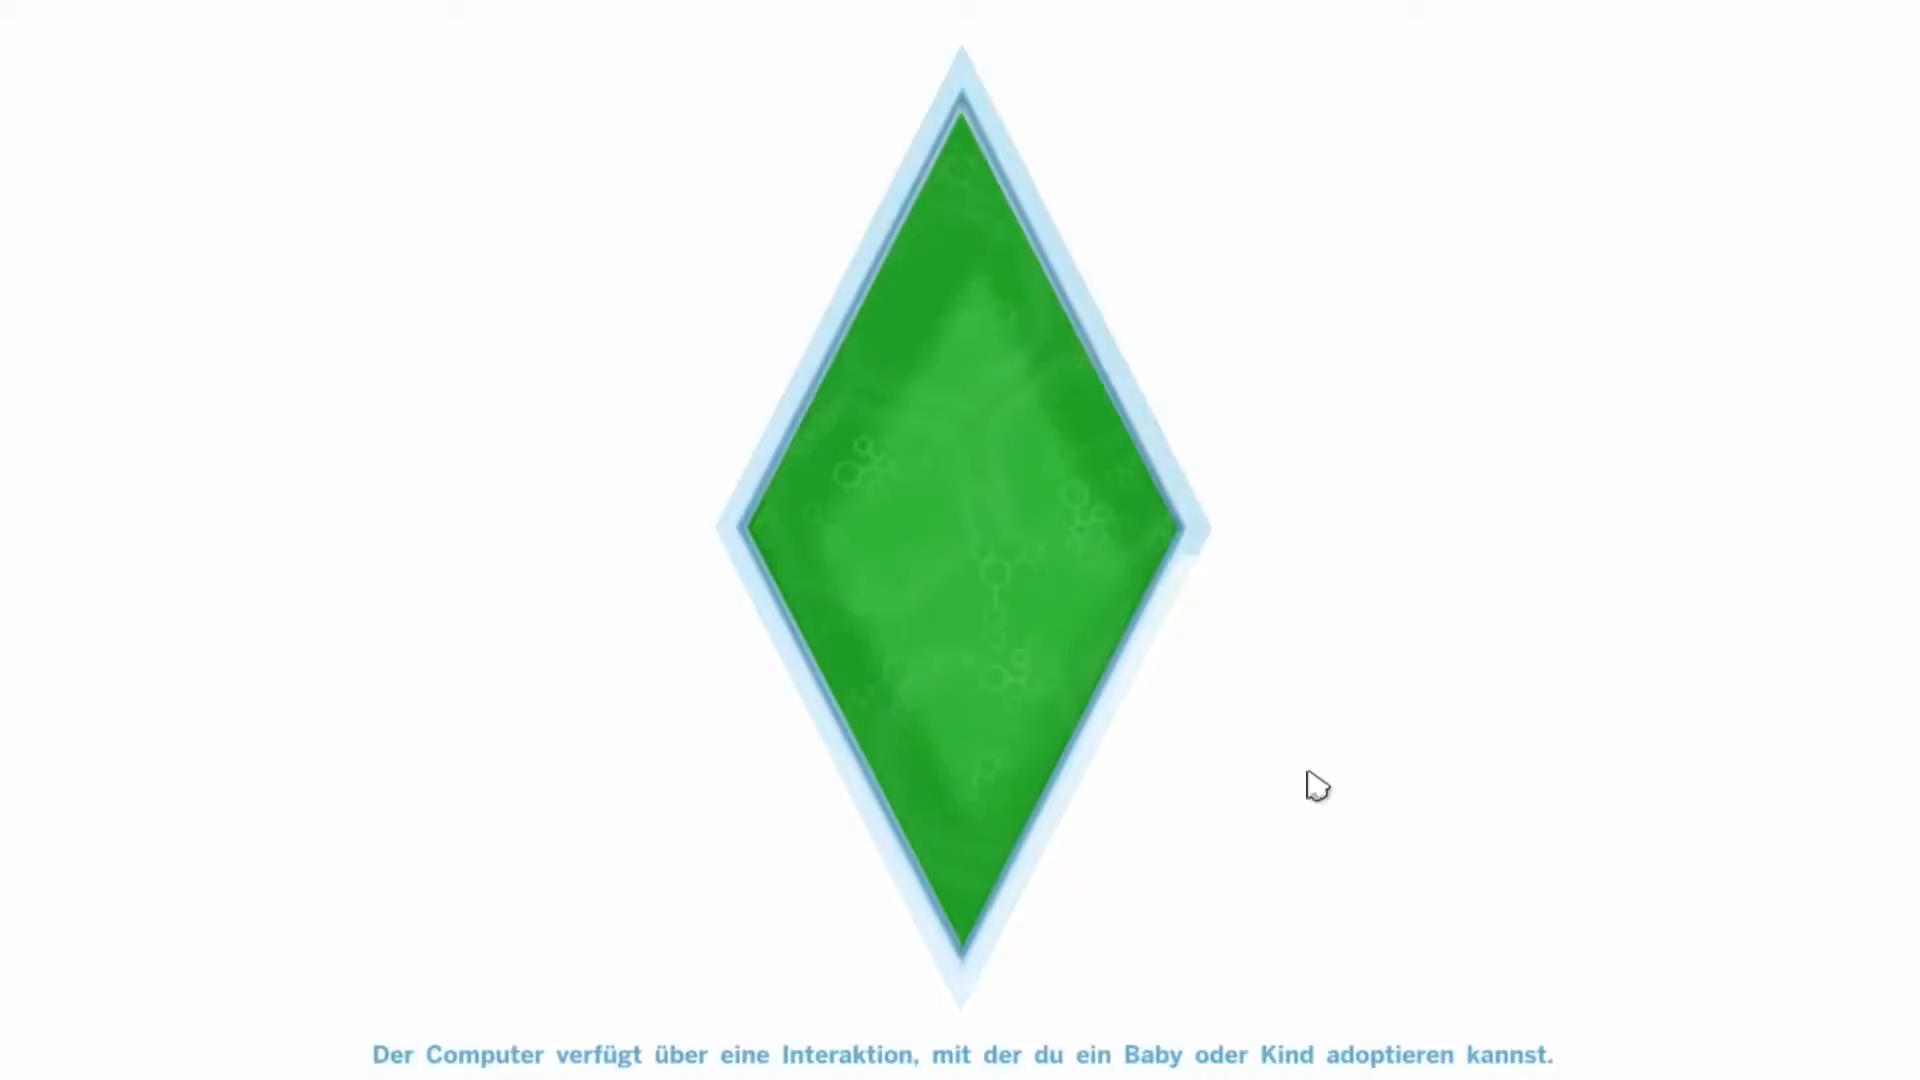 Der Computer verfügt über eine Interaktion, mit der du ein Baby oder Kind adoptieren kannst.